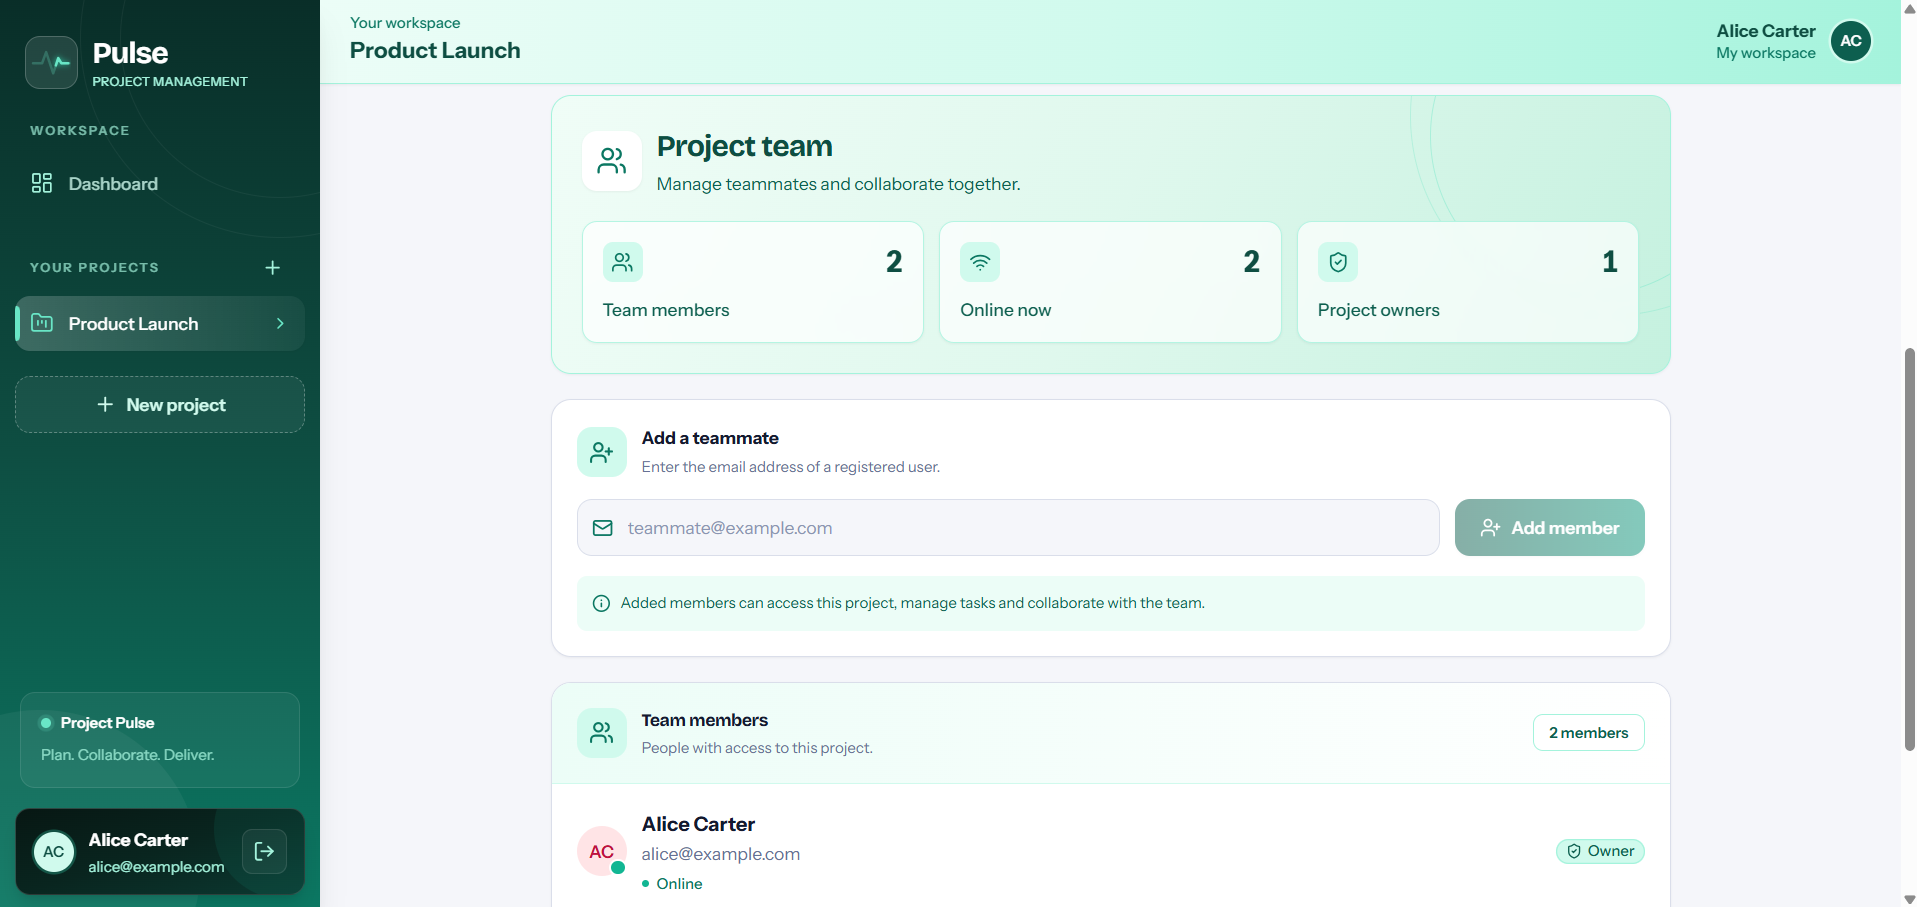 Pulse
PROJECT MANAGEMENT
WORKSPACE
Dashboard
YOUR PROJECTS
Product Launch
New project
Project Pulse
Plan. Collaborate. Deliver.
AC
Alice Carter
alice@example.com
Your workspace
Product Launch
Alice Carter
My workspace
AC
Project team
Manage teammates and collaborate together.
2
Team members
2
Online now
1
Project owners
Add a teammate
Enter the email address of a registered user.
teammate@example.com
Add member
Added members can access this project, manage tasks and collaborate with the team.
Team members
People with access to this project.
2 members
AC
Alice Carter
alice@example.com
Online
Owner